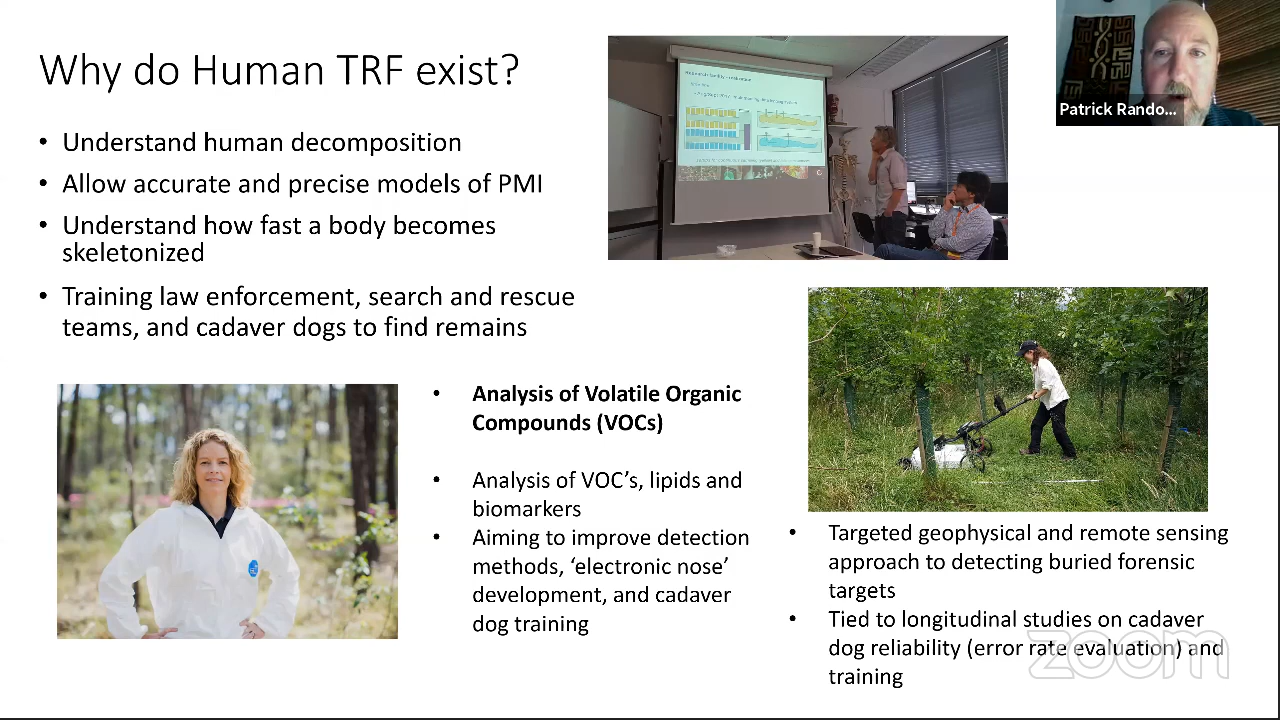 Why do Human TRF exist?
• Understand human decomposition
• Allow accurate and precise models of PMI
• Understand how fast a body becomes
skeletonized
• Training law enforcement, search and rescue
teams, and cadaver dogs to find remains
Patrick Rando...
• Analysis of Volatile Organic
Compounds (VOCs)
• Analysis of VOC's, lipids and
biomarkers
• Aiming to improve detection
methods, ‘electronic nose’
development, and cadaver
dog training
• Targeted geophysical and remote sensing
approach to detecting buried forensic
targets
• Tied to longitudinal studies on cadaver
dog reliability (error rate evaluation) and
training
zoom